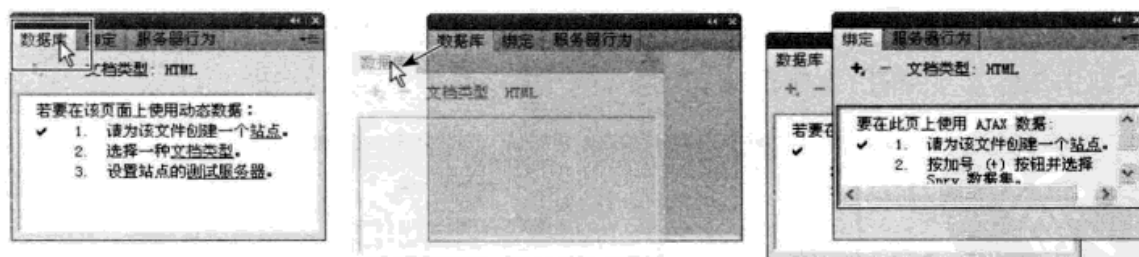 数据库 绑定 服务器行为
文档类型: HTML
若要在该页面上使用动态数据：
✔ 1. 请为该文件创建一个站点。
2. 选择一种文档类型。
3. 设置站点的测试服务器。
数据库 绑定 服务器行为
数据
文档类型 HTML
数据库
若要在
绑定 服务器行为
+, - 文档类型: HTML
要在此页上使用 AJAX 数据:
✔ 1. 请为该文件创建一个站点。
2. 按加号 (+) 按钮并选择
Spry 数据集。